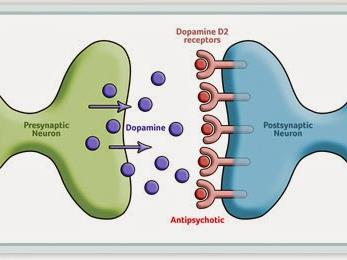 Dopamine D2
receptors
Presynaptic
Neuron
Dopamine
Postsynaptic
Neuron
Antipsychotic